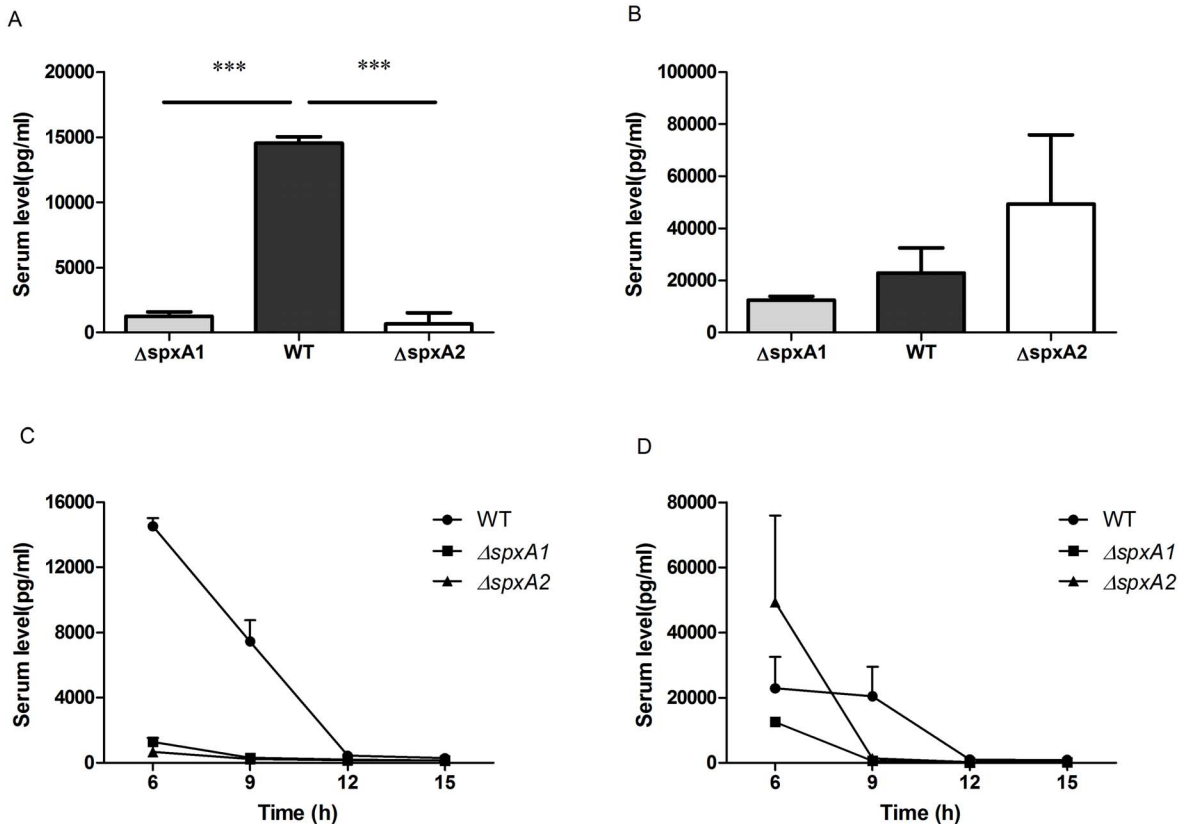 A
***
***
20000
15000
10000
5000
0
Serum level(pg/ml)
ΔspxA1
WT
ΔspxA2
B
100000
80000
60000
40000
20000
0
Serum level(pg/ml)
ΔspxA1
WT
ΔspxA2
C
16000
12000
8000
4000
0
Serum level(pg/ml)
WT
ΔspxA1
ΔspxA2
6
9
12
15
Time (h)
D
80000
60000
40000
20000
0
Serum level(pg/ml)
WT
ΔspxA1
ΔspxA2
6
9
12
15
Time (h)